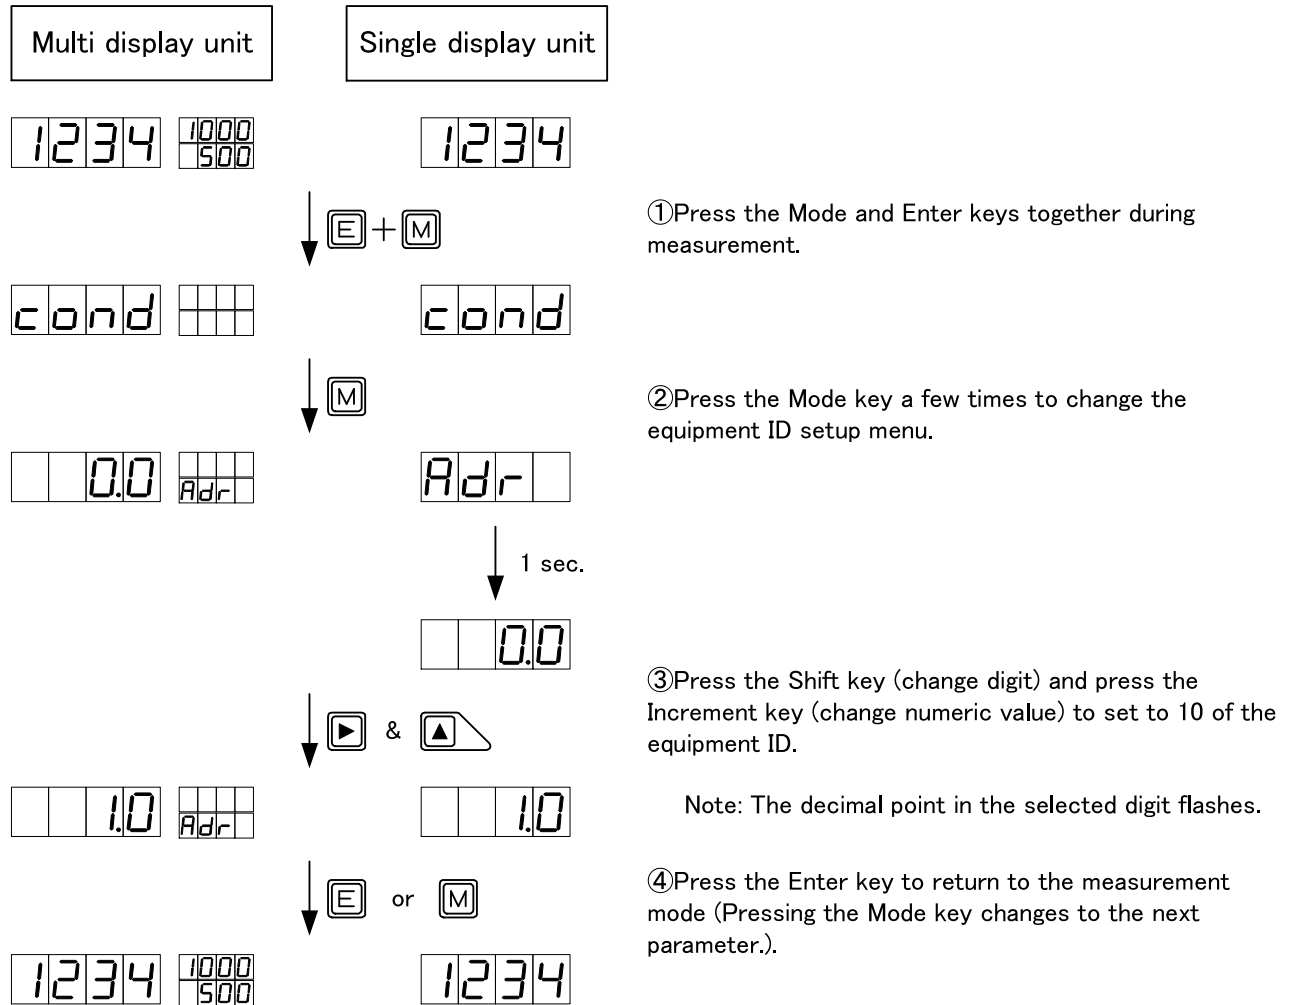 Multi display unit
Single display unit
1234 1000
500
1234
E + M
①Press the Mode and Enter keys together during
measurement.
cond
cond
M
②Press the Mode key a few times to change the
equipment ID setup menu.
0.0 Adr
Adr
1 sec.
0.0
③Press the Shift key (change digit) and press the
Increment key (change numeric value) to set to 10 of the
equipment ID.
▶ & ▲
Note: The decimal point in the selected digit flashes.
1.0 Adr
1.0
④Press the Enter key to return to the measurement
mode (Pressing the Mode key changes to the next
parameter.).
E or M
1234 1000
500
1234